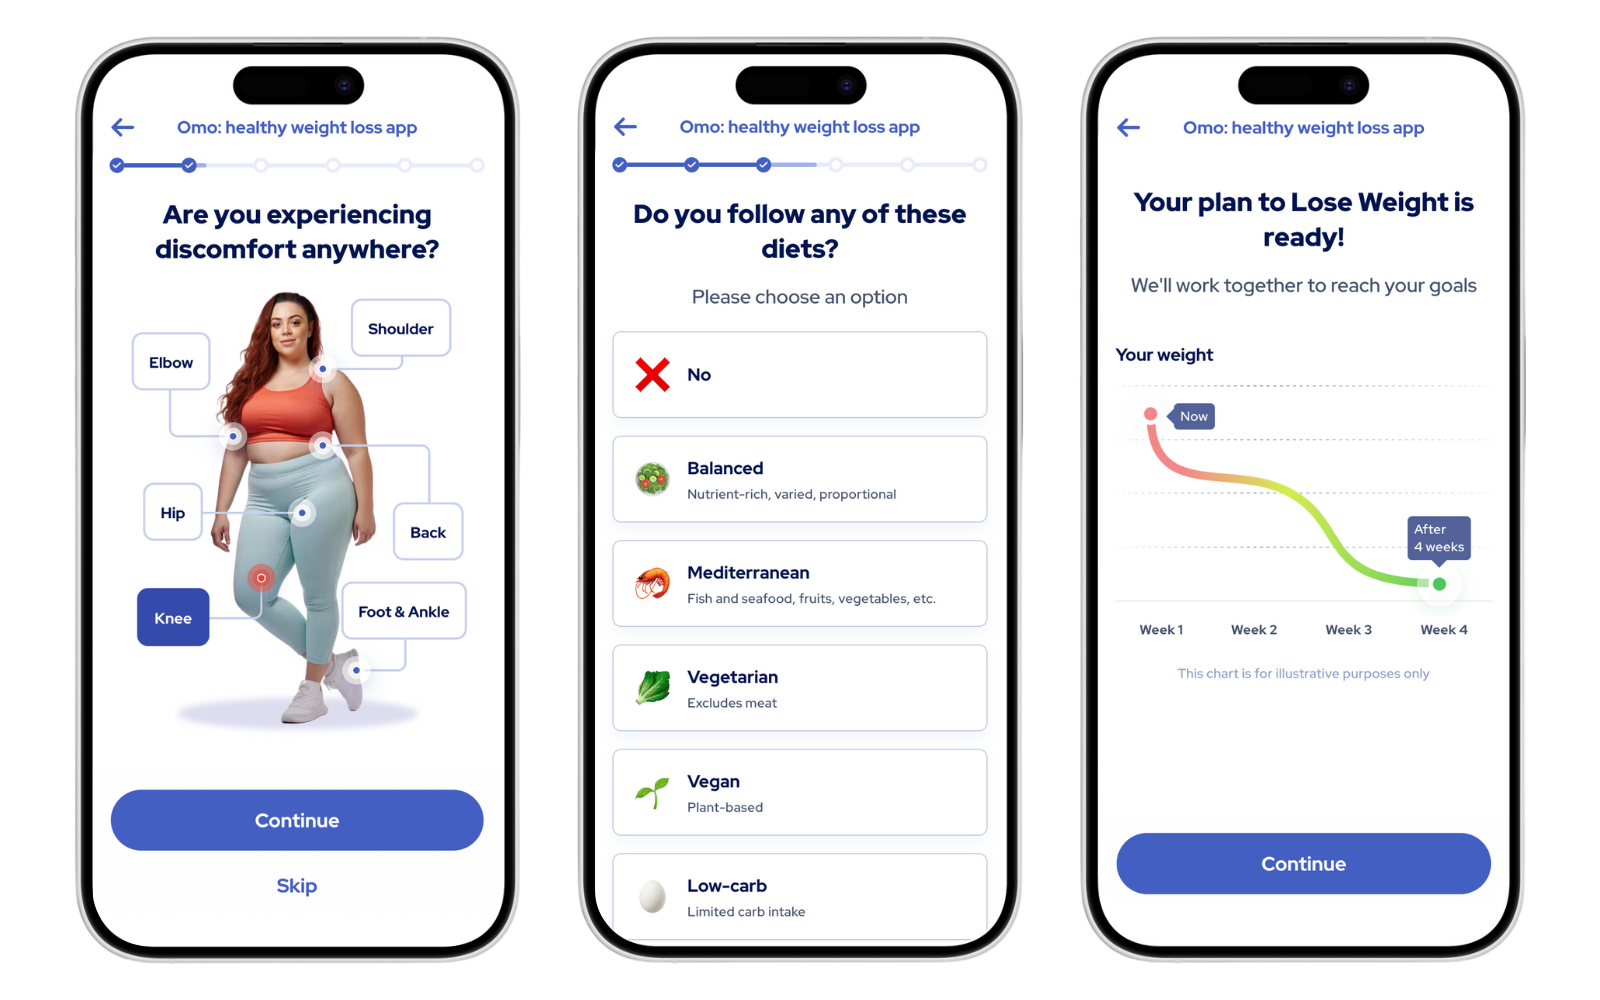 Omo: healthy weight loss app
Are you experiencing
discomfort anywhere?
Shoulder
Elbow
Hip
Back
Knee
Foot & Ankle
Continue
Skip
Omo: healthy weight loss app
Do you follow any of these
diets?
Please choose an option
No
Balanced
Nutrient-rich, varied, proportional
Mediterranean
Fish and seafood, fruits, vegetables, etc.
Vegetarian
Excludes meat
Vegan
Plant-based
Low-carb
Limited carb intake
Omo: healthy weight loss app
Your plan to Lose Weight is
ready!
We'll work together to reach your goals
Your weight
Now
After
4 weeks
Week 1 Week 2 Week 3 Week 4
This chart is for illustrative purposes only
Continue